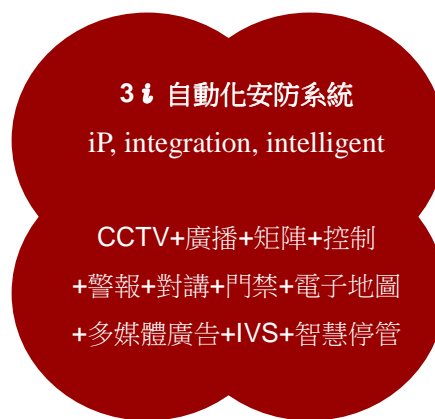 3 i 自動化安防系統
iP, integration, intelligent
CCTV+廣播+矩陣+控制
+警報+對講+門禁+電子地圖
+多媒體廣告+IVS+智慧停管